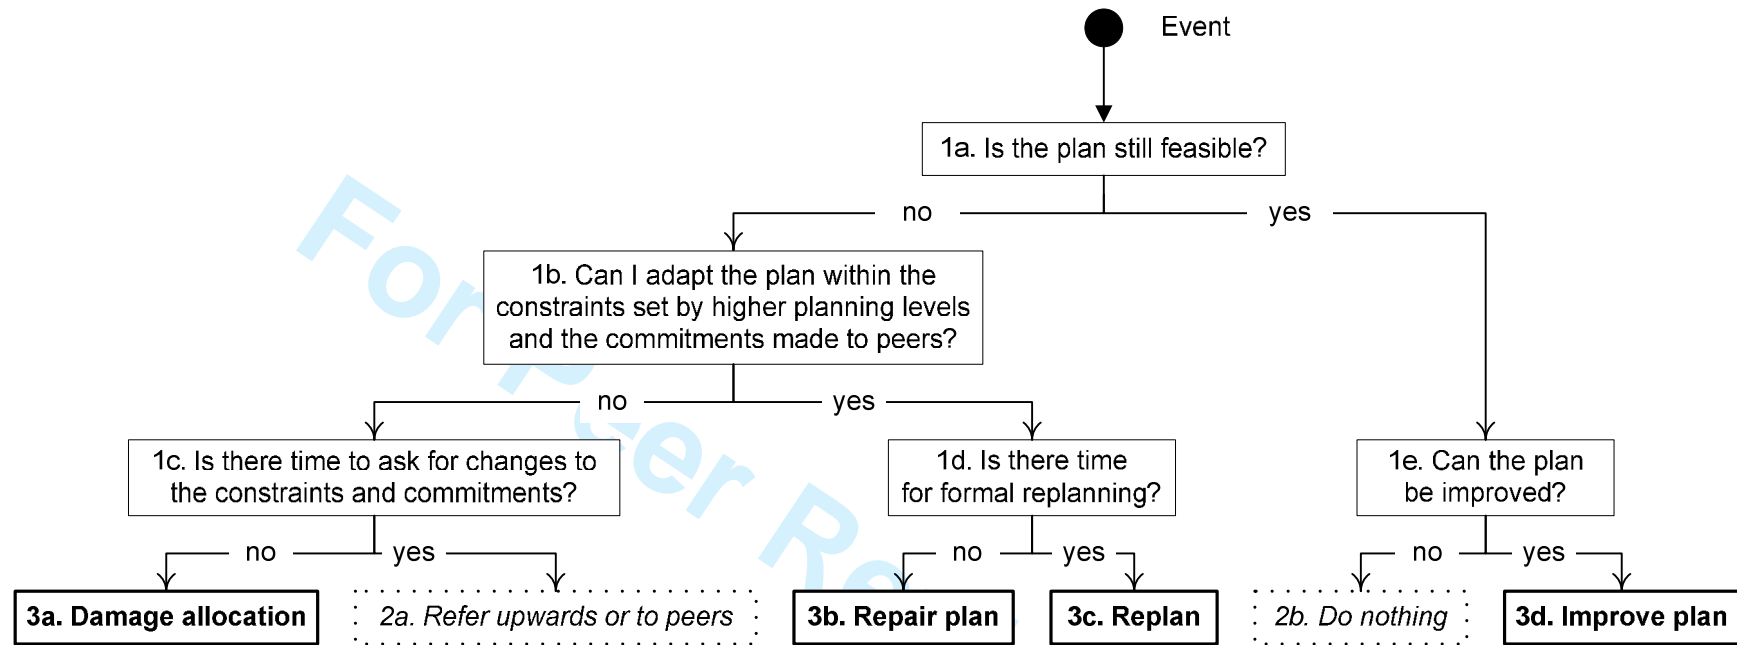 Event
1a. Is the plan still feasible?
no
yes
1b. Can I adapt the plan within the
constraints set by higher planning levels
and the commitments made to peers?
no
yes
1c. Is there time to ask for changes to
the constraints and commitments?
1d. Is there time
for formal replanning?
1e. Can the plan
be improved?
no
yes
no
yes
no
yes
3a. Damage allocation
2a. Refer upwards or to peers
3b. Repair plan
3c. Replan
2b. Do nothing
3d. Improve plan
For Peer Re